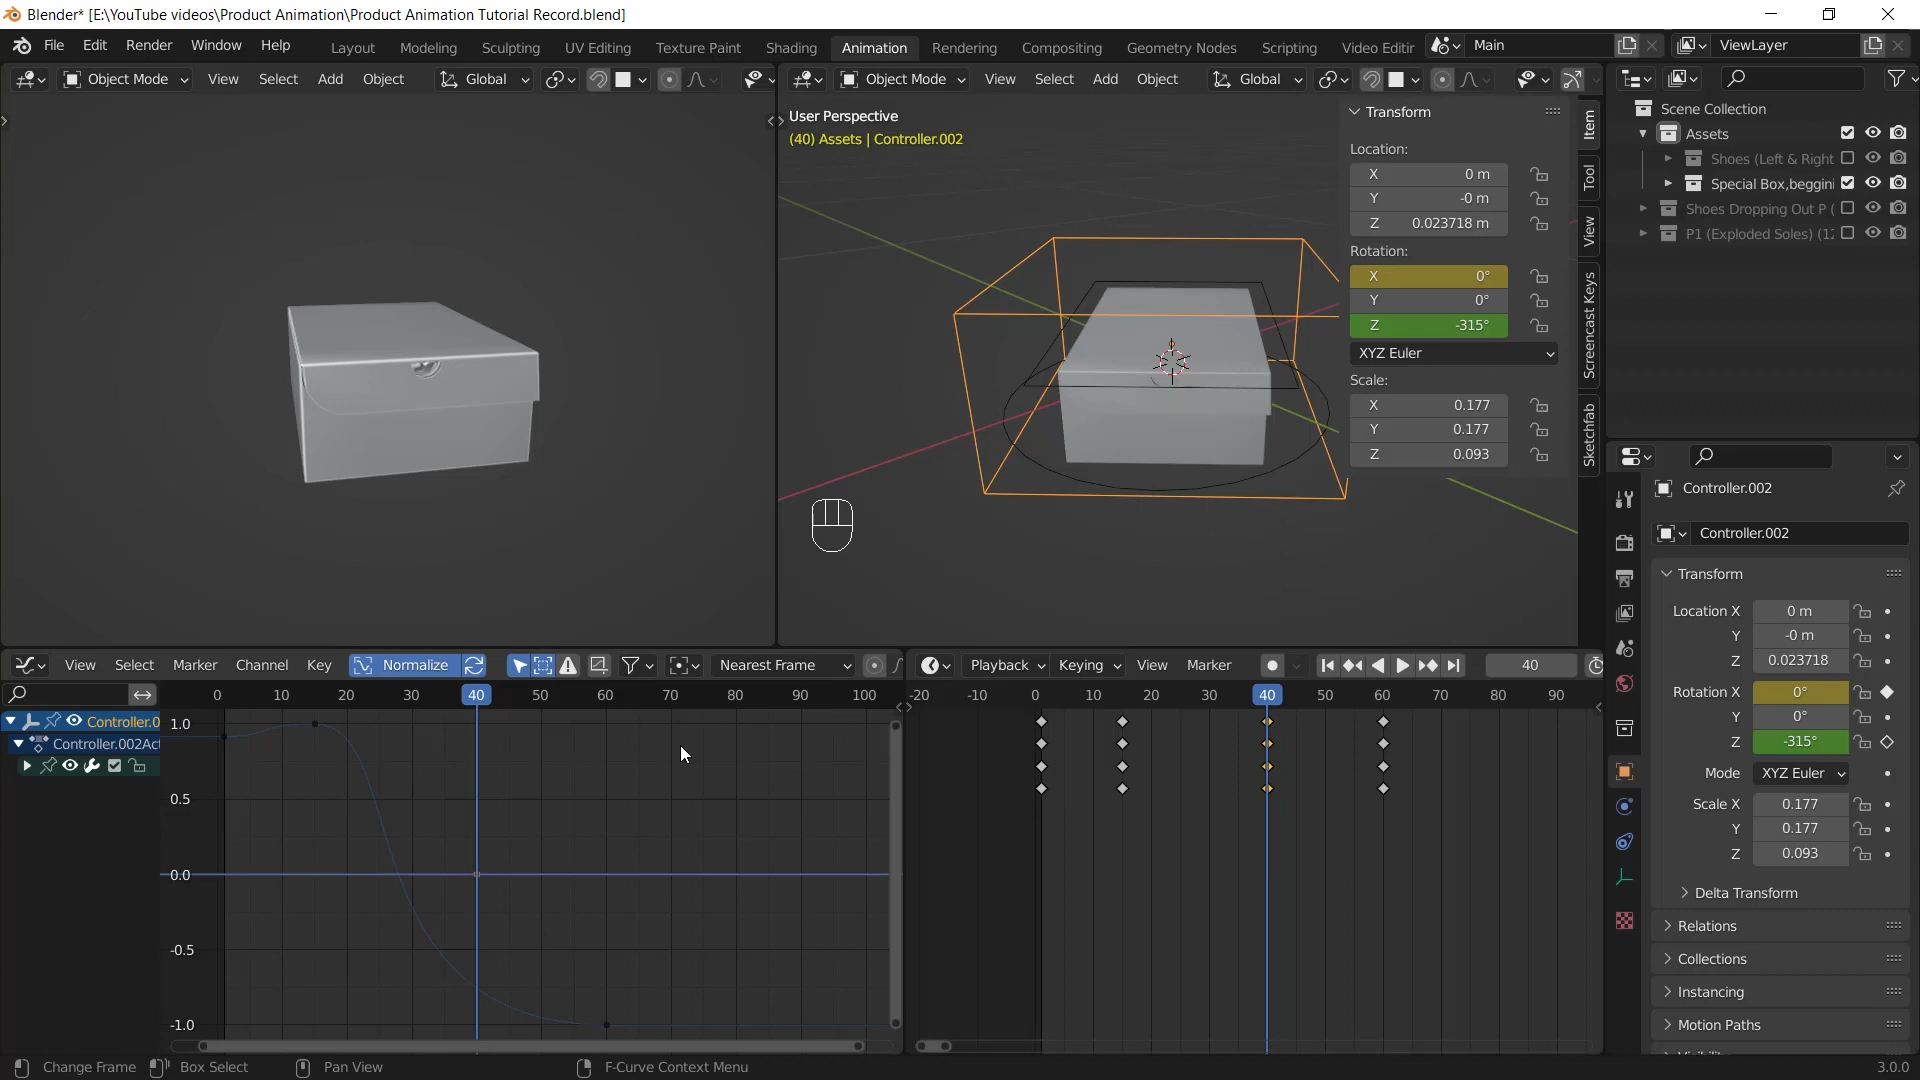 Blender* [E:\YouTube videos\Product Animation\Product Animation Tutorial Record.blend]
File Edit Render Window Help
Layout Modeling Sculpting UV Editing Texture Paint Shading Animation Rendering Compositing Geometry Nodes Scripting Video Editir
Main
ViewLayer
Object Mode View Select Add Object Global
Object Mode View Select Add Object Global
User Perspective
(40) Assets | Controller.002
Transform
Location:
X 0 m
Y -0 m
Z 0.023718 m
Rotation:
X 0°
Y 0°
Z -315°
XYZ Euler
Scale:
X 0.177
Y 0.177
Z 0.093
Item
Tool
View
Screencast Keys
Sketchfab
Scene Collection
Assets
Shoes (Left & Right
Special Box,beggini
Shoes Dropping Out P (
P1 (Exploded Soles) (12
Controller.002
Controller.002
Transform
Location X 0 m
Y -0 m
Z 0.023718
Rotation X 0°
Y 0°
Z -315°
Mode XYZ Euler
Scale X 0.177
Y 0.177
Z 0.093
Delta Transform
Relations
Collections
Instancing
Motion Paths
View Select Marker Channel Key Normalize Nearest Frame
0 10 20 30 40 50 60 70 80 90 100
Controller.0
Controller.002Act
1.0
0.5
0.0
-0.5
-1.0
Playback Keying View Marker 40
-20 -10 0 10 20 30 40 50 60 70 80 90
Change Frame Box Select Pan View F-Curve Context Menu 3.0.0